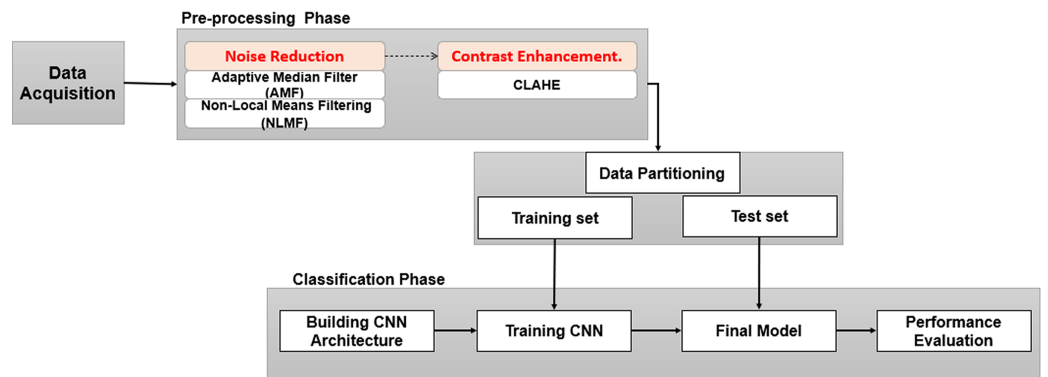 Pre-processing Phase
Data
Acquisition
Noise Reduction
Adaptive Median Filter
(AMF)
Non-Local Means Filtering
(NLMF)
Contrast Enhancement.
CLAHE
Data Partitioning
Training set
Test set
Classification Phase
Building CNN
Architecture
Training CNN
Final Model
Performance
Evaluation